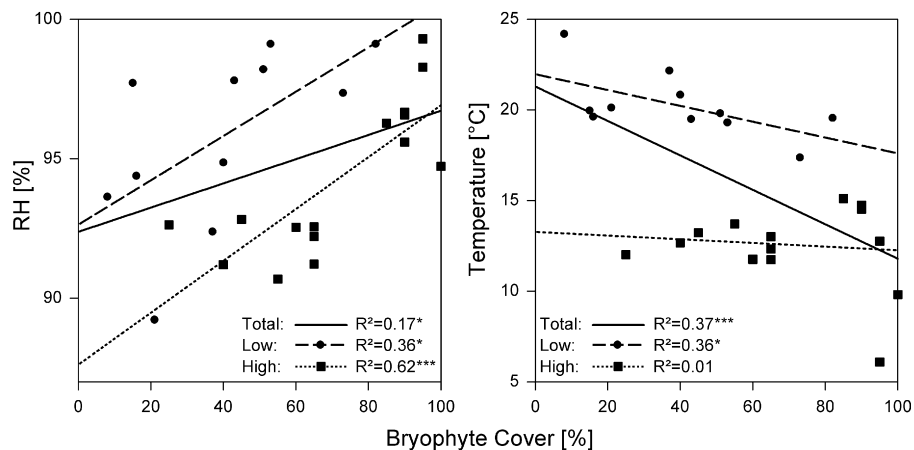 100
95
90
RH [%]
0 20 40 60 80 100
Total: R²=0.17*
Low: R²=0.36*
High: R²=0.62***
25
20
15
10
5
Temperature [°C]
0 20 40 60 80 100
Total: R²=0.37***
Low: R²=0.36*
High: R²=0.01
Bryophyte Cover [%]